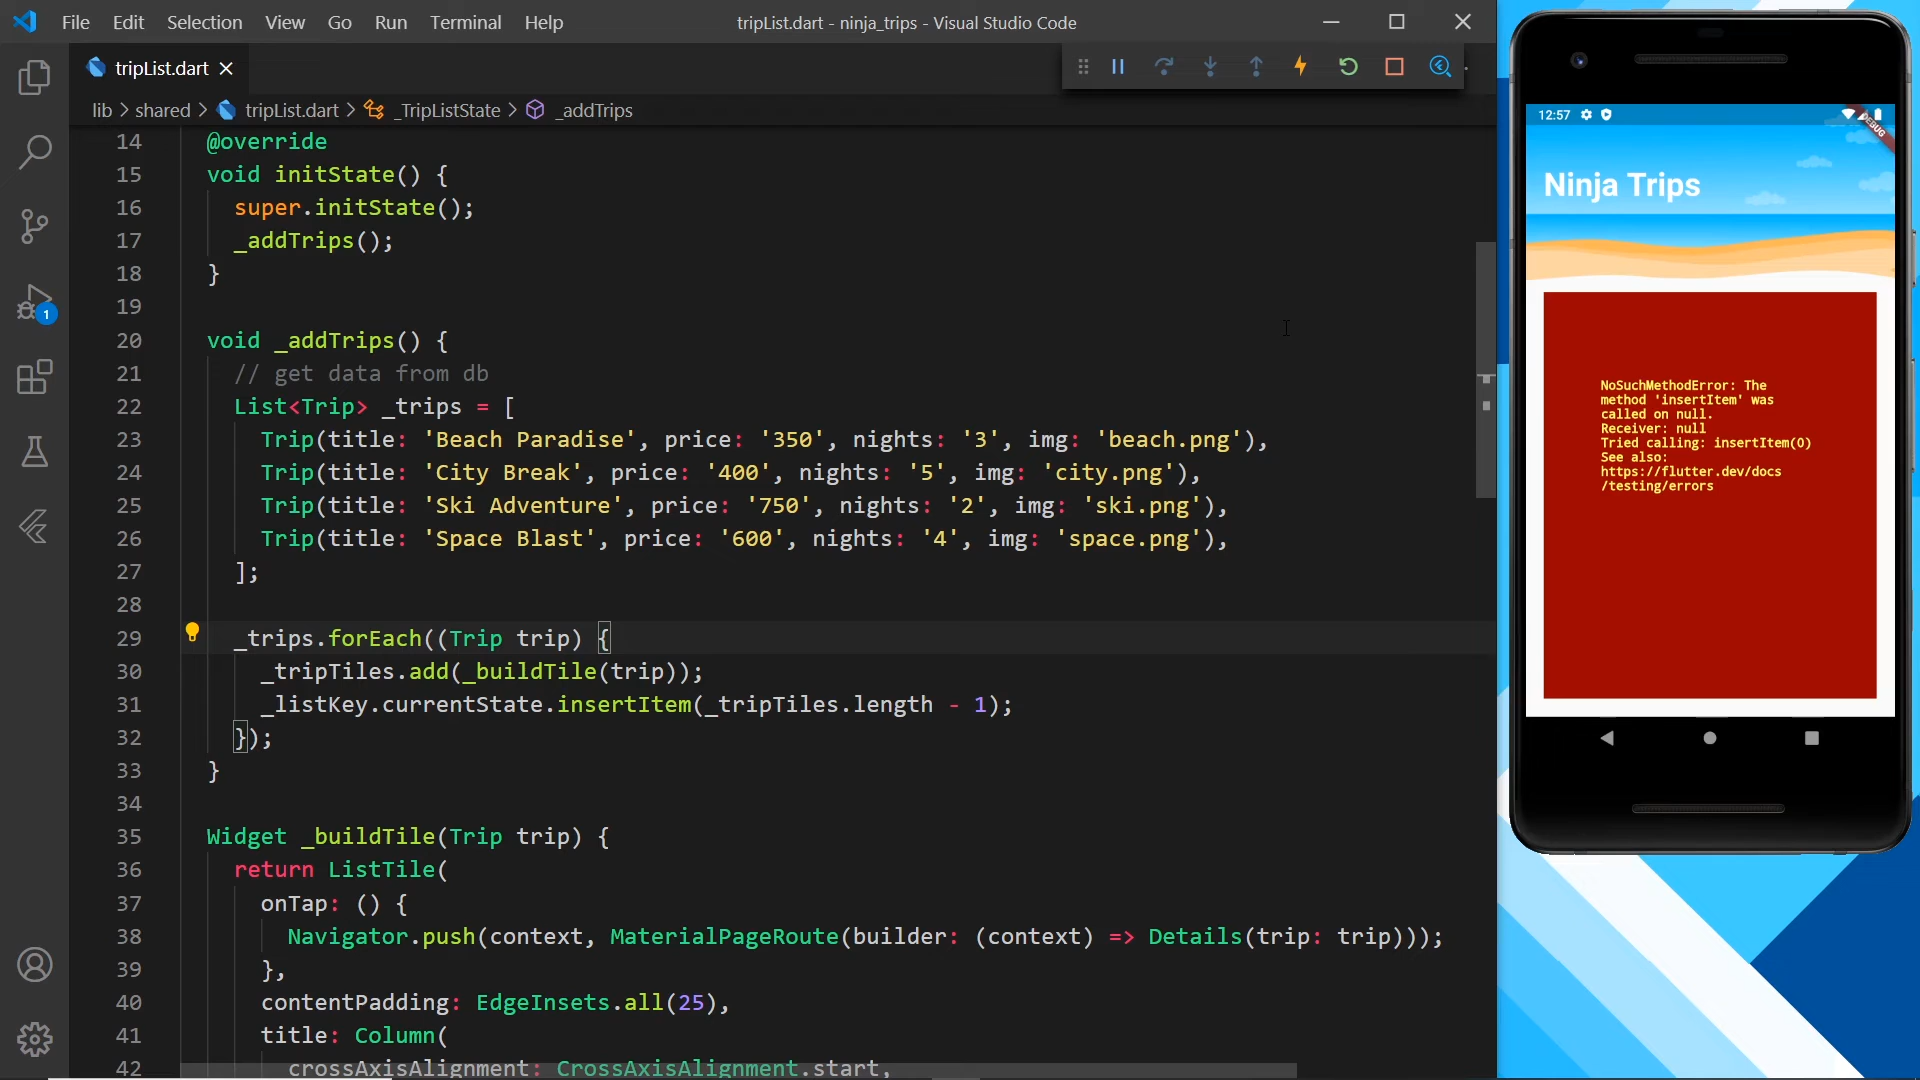 File Edit Selection View Go Run Terminal Help
tripList.dart - ninja_trips - Visual Studio Code
tripList.dart
lib > shared > tripList.dart > _TripListState > _addTrips
14 @override
15 void initState() {
16 super.initState();
17 _addTrips();
18 }
19
20 void _addTrips() {
21 // get data from db
22 List<Trip> _trips = [
23 Trip(title: 'Beach Paradise', price: '350', nights: '3', img: 'beach.png'),
24 Trip(title: 'City Break', price: '400', nights: '5', img: 'city.png'),
25 Trip(title: 'Ski Adventure', price: '750', nights: '2', img: 'ski.png'),
26 Trip(title: 'Space Blast', price: '600', nights: '4', img: 'space.png'),
27 ];
28
29 _trips.forEach((Trip trip) {
30 _tripTiles.add(_buildTile(trip));
31 _listKey.currentState.insertItem(_tripTiles.length - 1);
32 });
33 }
34
35 Widget _buildTile(Trip trip) {
36 return ListTile(
37 onTap: () {
38 Navigator.push(context, MaterialPageRoute(builder: (context) => Details(trip: trip)));
39 },
40 contentPadding: EdgeInsets.all(25),
41 title: Column(
42 crossAxisAlignment: CrossAxisAlignment.start,
1
12:57
DEBUG
Ninja Trips
NoSuchMethodError: The
method 'insertItem' was
called on null.
Receiver: null
Tried calling: insertItem(0)
See also:
https://flutter.dev/docs
/testing/errors